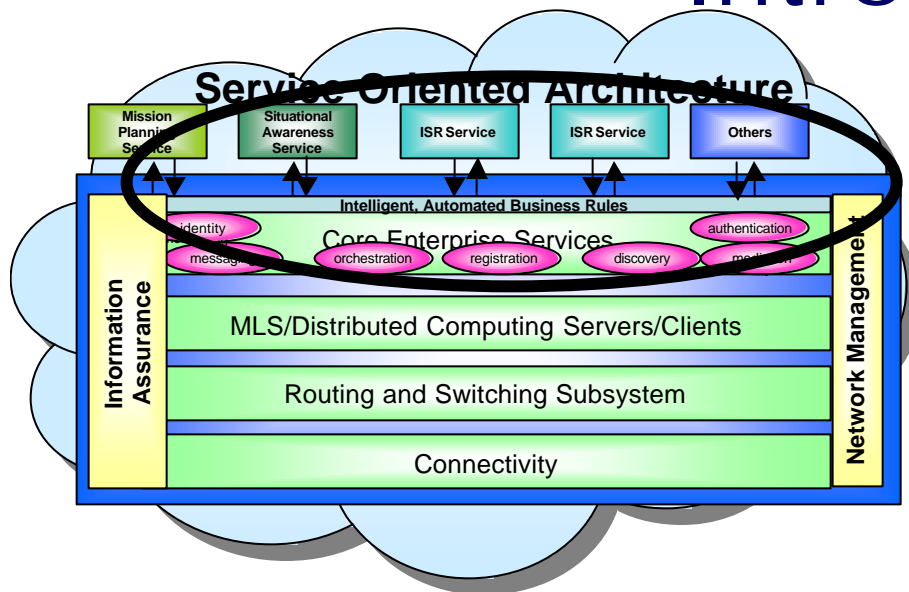 Service Oriented Architecture
Mission
Planning
Service
Situational
Awareness
Service
ISR Service
ISR Service
Others
Intelligent, Automated Business Rules
identity
authentication
Core Enterprise Services
messaging
orchestration
registration
discovery
mediation
MLS/Distributed Computing Servers/Clients
Routing and Switching Subsystem
Connectivity
Information
Assurance
Network Management